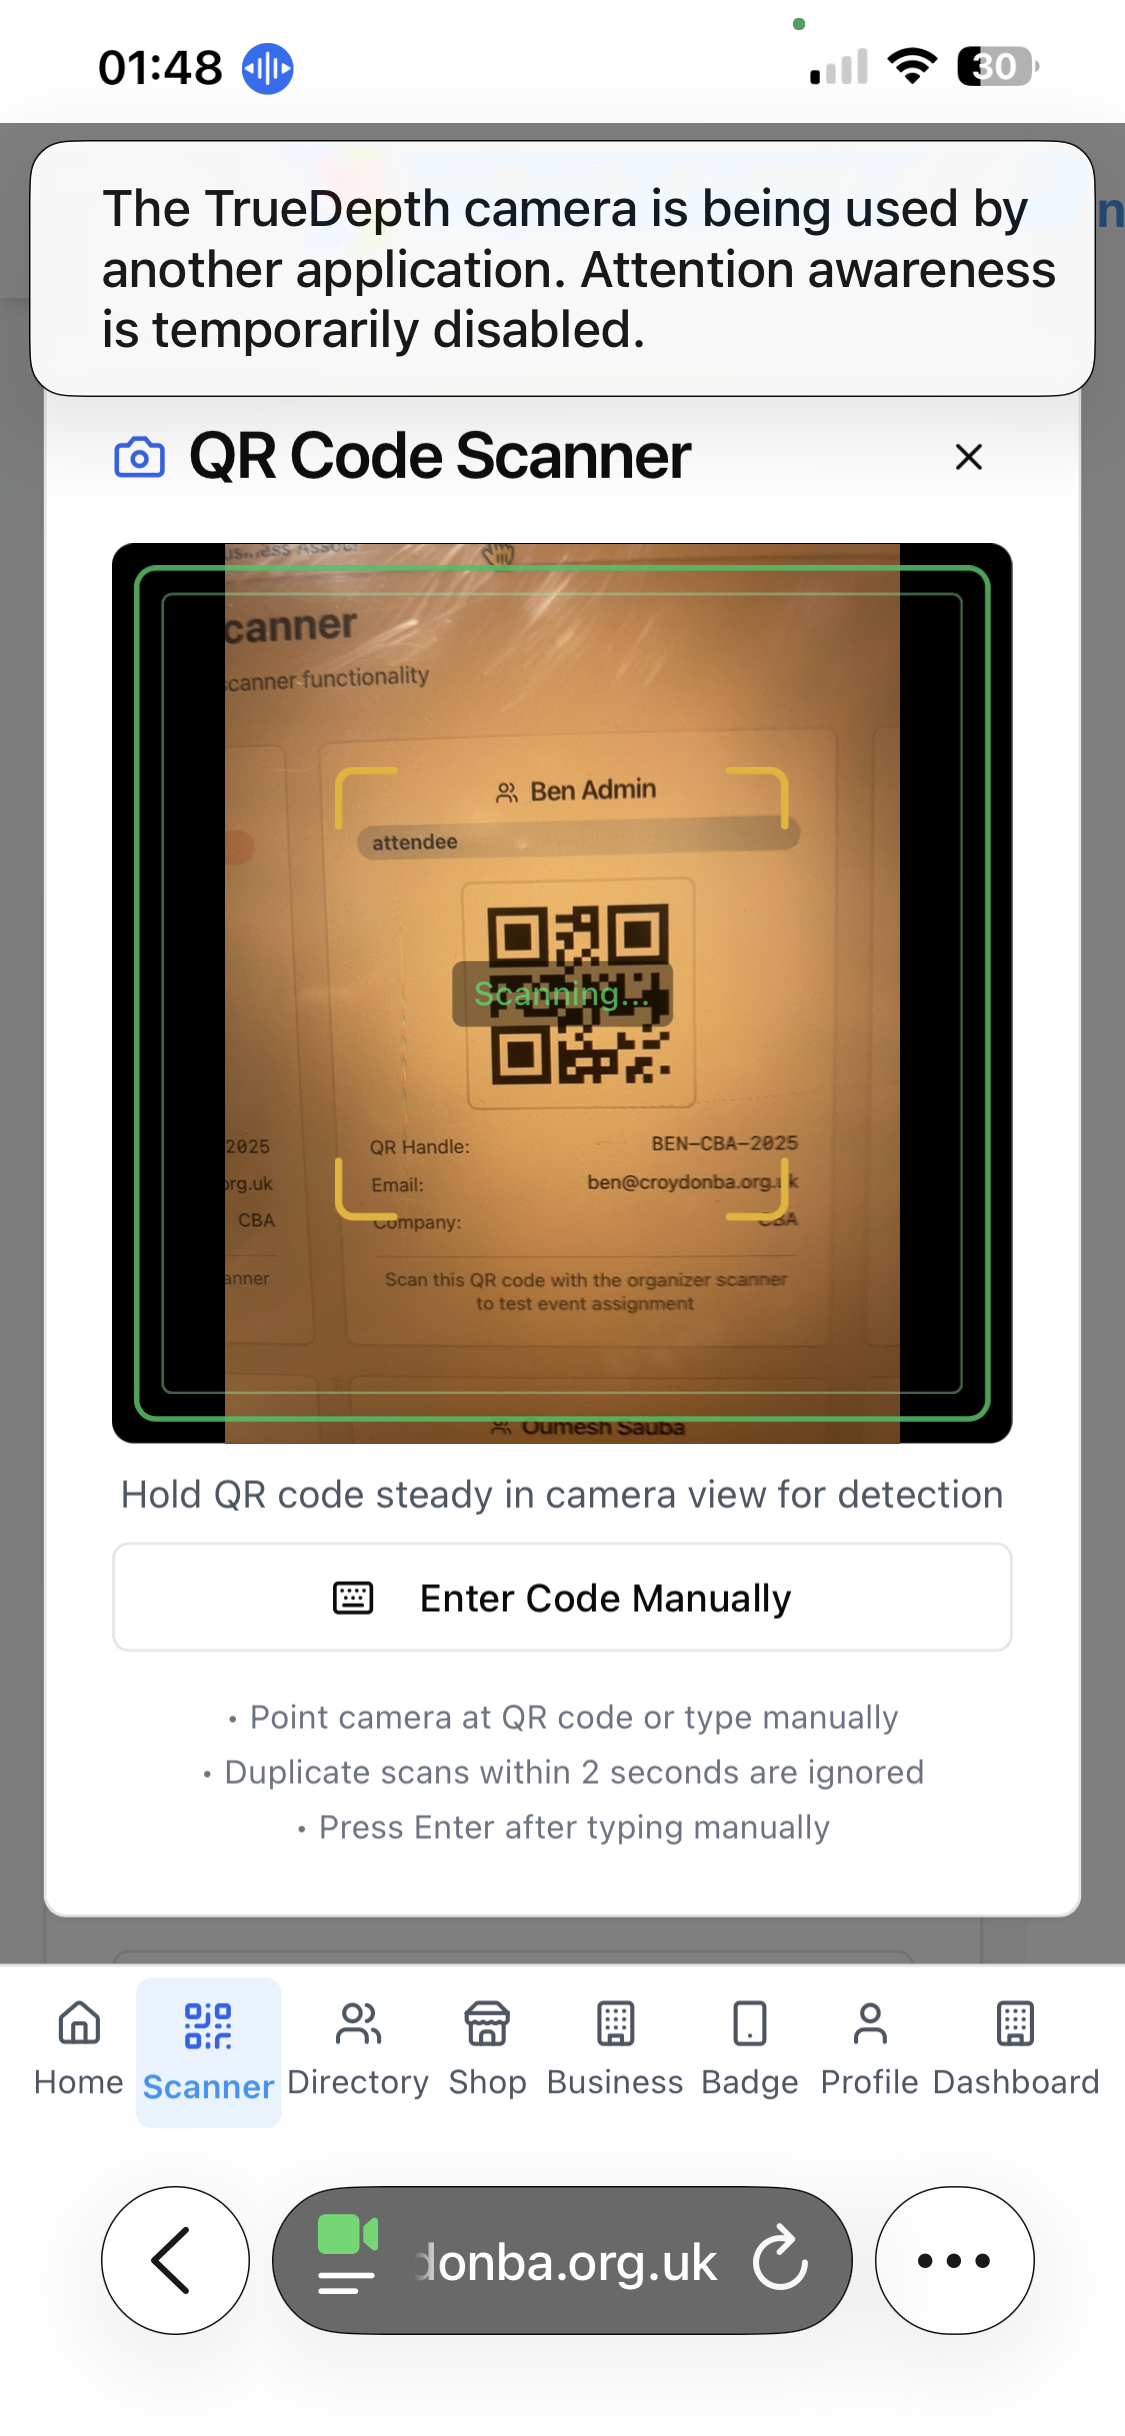 01:48
30
The TrueDepth camera is being used by
another application. Attention awareness
is temporarily disabled.
n
QR Code Scanner
canner
scanner functionality
Ben Admin
attendee
Scanning...
2025
QR Handle:
BEN-CBA-2025
org.uk
Email:
ben@croydonba.org.uk
CBA
Company:
CBA
anner
Scan this QR code with the organizer scanner
to test event assignment
Oumesh Sauba
Hold QR code steady in camera view for detection
Enter Code Manually
• Point camera at QR code or type manually
• Duplicate scans within 2 seconds are ignored
• Press Enter after typing manually
Home
Scanner
Directory
Shop
Business
Badge
Profile
Dashboard
donba.org.uk